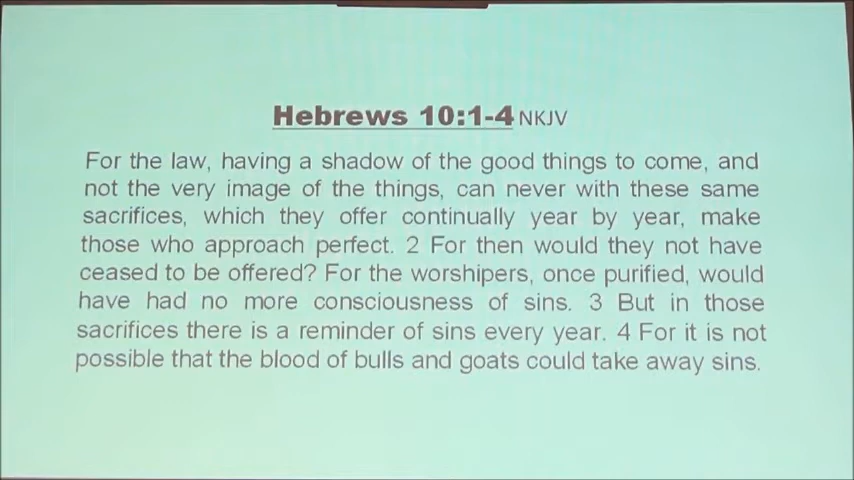 Hebrews 10:1-4 NKJV
For the law, having a shadow of the good things to come, and
not the very image of the things, can never with these same
sacrifices, which they offer continually year by year, make
those who approach perfect. 2 For then would they not have
ceased to be offered? For the worshipers, once purified, would
have had no more consciousness of sins. 3 But in those
sacrifices there is a reminder of sins every year. 4 For it is not
possible that the blood of bulls and goats could take away sins.